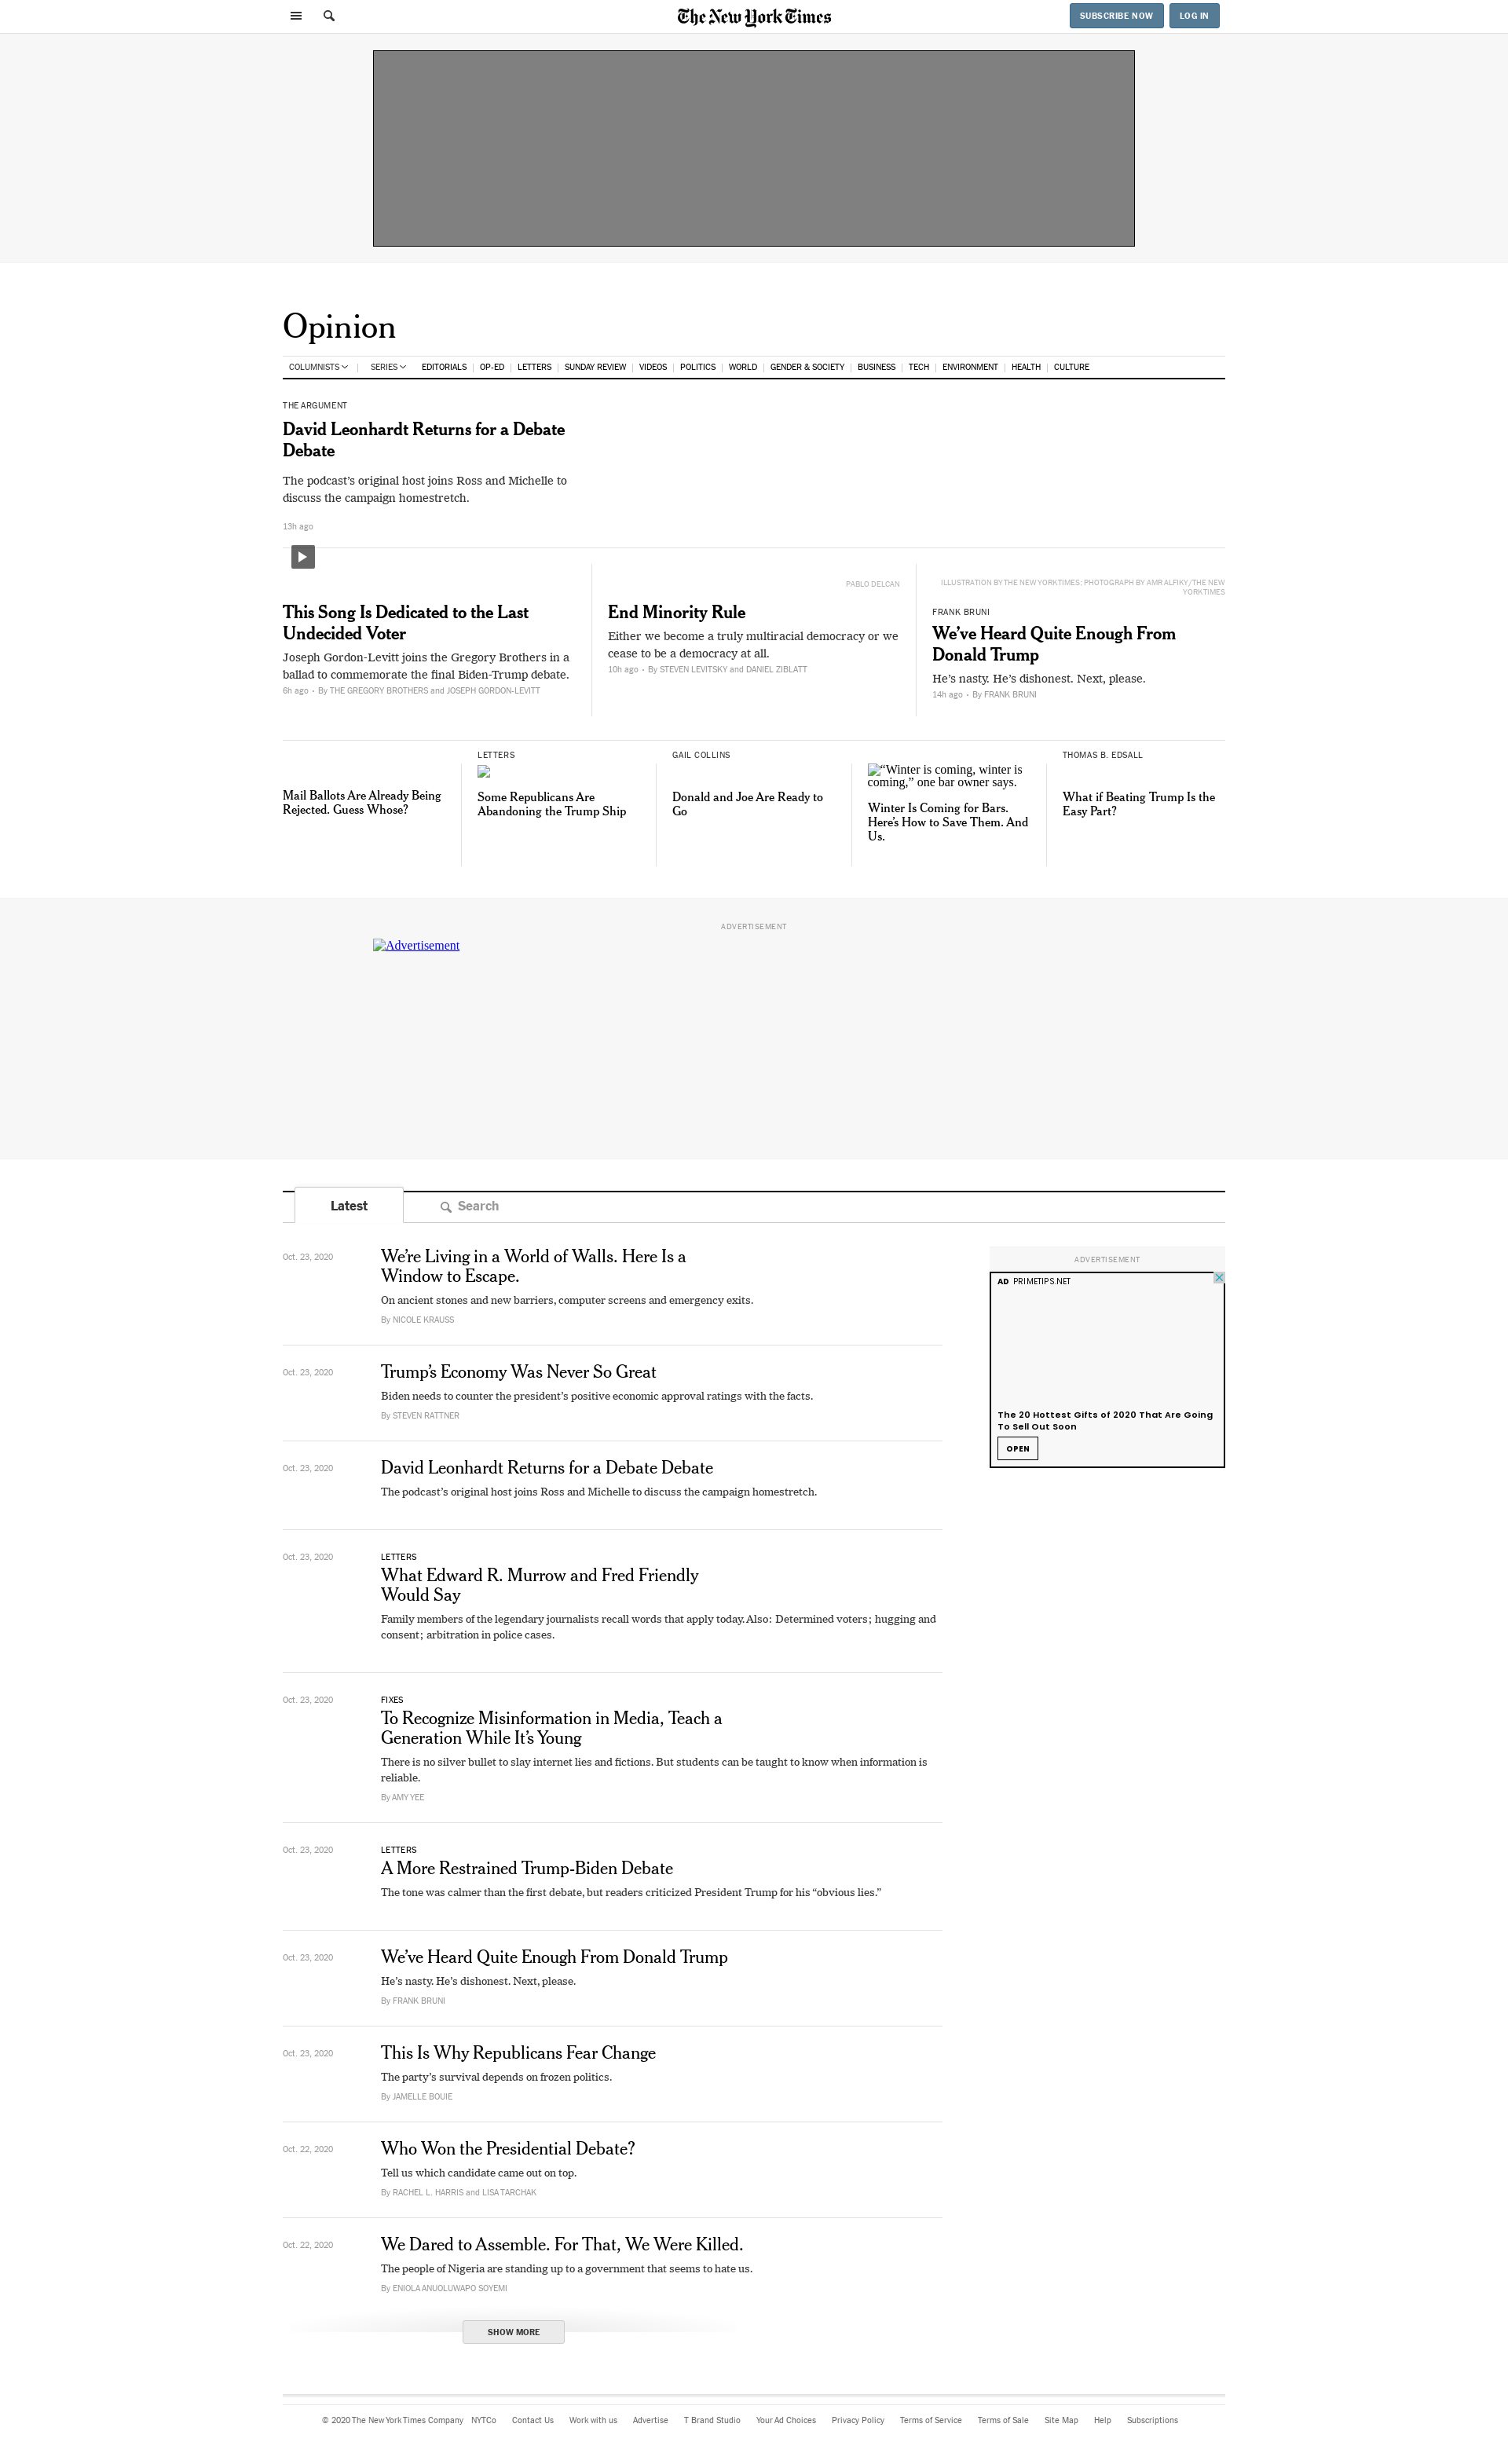 The New York Times
SUBSCRIBE NOW
LOG IN
Opinion
COLUMNISTS
SERIES
EDITORIALS
OP-ED
LETTERS
SUNDAY REVIEW
VIDEOS
POLITICS
WORLD
GENDER & SOCIETY
BUSINESS
TECH
ENVIRONMENT
HEALTH
CULTURE
THE ARGUMENT
David Leonhardt Returns for a Debate
Debate
The podcast’s original host joins Ross and Michelle to
discuss the campaign homestretch.
13h ago
This Song Is Dedicated to the Last
Undecided Voter
Joseph Gordon-Levitt joins the Gregory Brothers in a
ballad to commemorate the final Biden-Trump debate.
6h ago • By THE GREGORY BROTHERS and JOSEPH GORDON-LEVITT
PABLO DELCAN
End Minority Rule
Either we become a truly multiracial democracy or we
cease to be a democracy at all.
10h ago • By STEVEN LEVITSKY and DANIEL ZIBLATT
ILLUSTRATION BY THE NEW YORK TIMES; PHOTOGRAPH BY AMR ALFIKY/THE NEW
YORK TIMES
FRANK BRUNI
We’ve Heard Quite Enough From
Donald Trump
He’s nasty. He’s dishonest. Next, please.
14h ago • By FRANK BRUNI
Mail Ballots Are Already Being
Rejected. Guess Whose?
LETTERS
Some Republicans Are
Abandoning the Trump Ship
GAIL COLLINS
Donald and Joe Are Ready to
Go
“Winter is coming, winter is
coming,” one bar owner says.
Winter Is Coming for Bars.
Here’s How to Save Them. And
Us.
THOMAS B. EDSALL
What if Beating Trump Is the
Easy Part?
ADVERTISEMENT
Advertisement
Latest
Search
Oct. 23, 2020
We’re Living in a World of Walls. Here Is a
Window to Escape.
On ancient stones and new barriers, computer screens and emergency exits.
By NICOLE KRAUSS
Oct. 23, 2020
Trump’s Economy Was Never So Great
Biden needs to counter the president’s positive economic approval ratings with the facts.
By STEVEN RATTNER
Oct. 23, 2020
David Leonhardt Returns for a Debate Debate
The podcast’s original host joins Ross and Michelle to discuss the campaign homestretch.
Oct. 23, 2020
LETTERS
What Edward R. Murrow and Fred Friendly
Would Say
Family members of the legendary journalists recall words that apply today. Also: Determined voters; hugging and
consent; arbitration in police cases.
Oct. 23, 2020
FIXES
To Recognize Misinformation in Media, Teach a
Generation While It’s Young
There is no silver bullet to slay internet lies and fictions. But students can be taught to know when information is
reliable.
By AMY YEE
Oct. 23, 2020
LETTERS
A More Restrained Trump-Biden Debate
The tone was calmer than the first debate, but readers criticized President Trump for his “obvious lies.”
Oct. 23, 2020
We’ve Heard Quite Enough From Donald Trump
He’s nasty. He’s dishonest. Next, please.
By FRANK BRUNI
Oct. 23, 2020
This Is Why Republicans Fear Change
The party’s survival depends on frozen politics.
By JAMELLE BOUIE
Oct. 22, 2020
Who Won the Presidential Debate?
Tell us which candidate came out on top.
By RACHEL L. HARRIS and LISA TARCHAK
Oct. 22, 2020
We Dared to Assemble. For That, We Were Killed.
The people of Nigeria are standing up to a government that seems to hate us.
By ENIOLA ANUOLUWAPO SOYEMI
SHOW MORE
ADVERTISEMENT
AD PRIMETIPS.NET
The 20 Hottest Gifts of 2020 That Are Going
To Sell Out Soon
OPEN
© 2020 The New York Times Company
NYTCo
Contact Us
Work with us
Advertise
T Brand Studio
Your Ad Choices
Privacy Policy
Terms of Service
Terms of Sale
Site Map
Help
Subscriptions